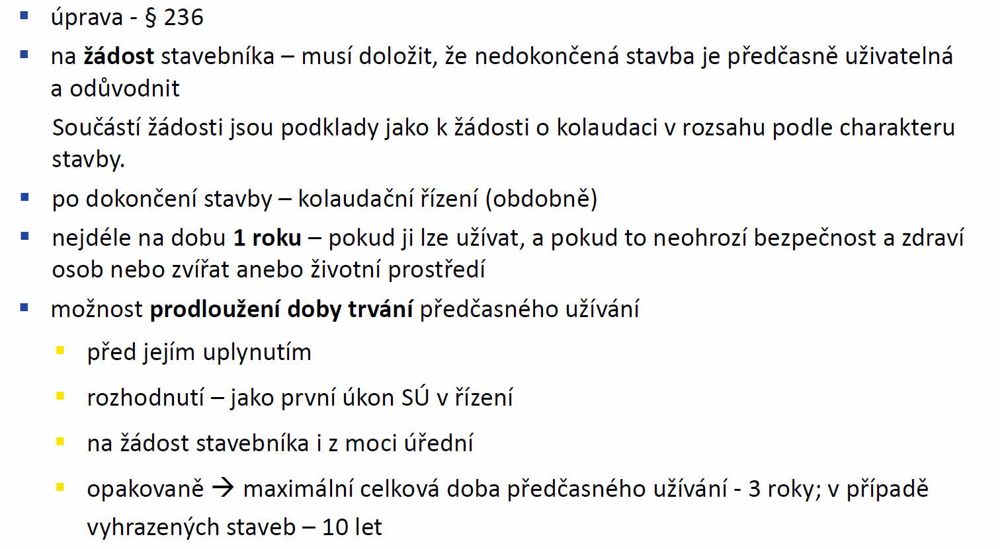 úprava - § 236
na žádost stavebníka – musí doložit, že nedokončená stavba je předčasně uživatelná
a odůvodnit
Součástí žádosti jsou podklady jako k žádosti o kolaudaci v rozsahu podle charakteru
stavby.
po dokončení stavby – kolaudační řízení (obdobně)
nejdéle na dobu 1 roku – pokud ji lze užívat, a pokud to neohrozí bezpečnost a zdraví
osob nebo zvířat anebo životní prostředí
možnost prodloužení doby trvání předčasného užívání
před jejím uplynutím
rozhodnutí – jako první úkon SÚ v řízení
na žádost stavebníka i z moci úřední
opakovaně → maximální celková doba předčasného užívání - 3 roky; v případě
vyhrazených staveb – 10 let